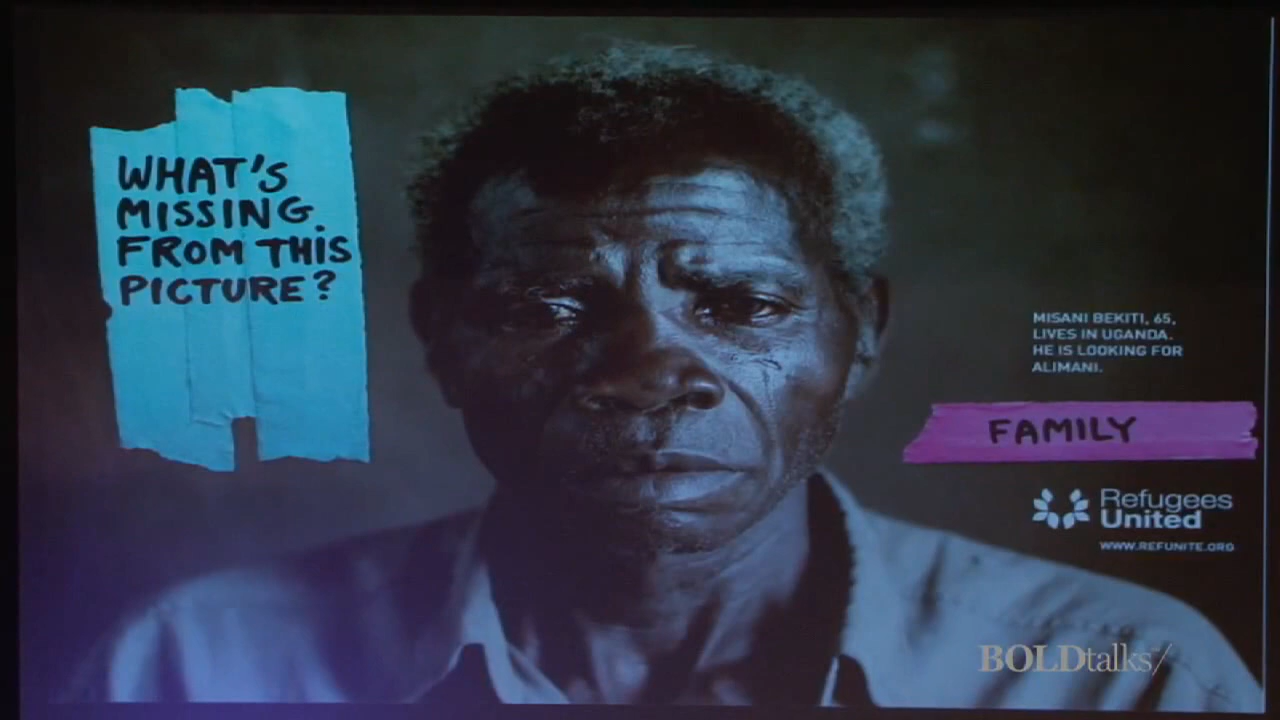 WHAT'S
MISSING
FROM THIS
PICTURE?
MISANI BEKITI, 65,
LIVES IN UGANDA.
HE IS LOOKING FOR
ALIMANI.
FAMILY
Refugees
United
WWW.REFUNITE.ORG
BOLDtalks/